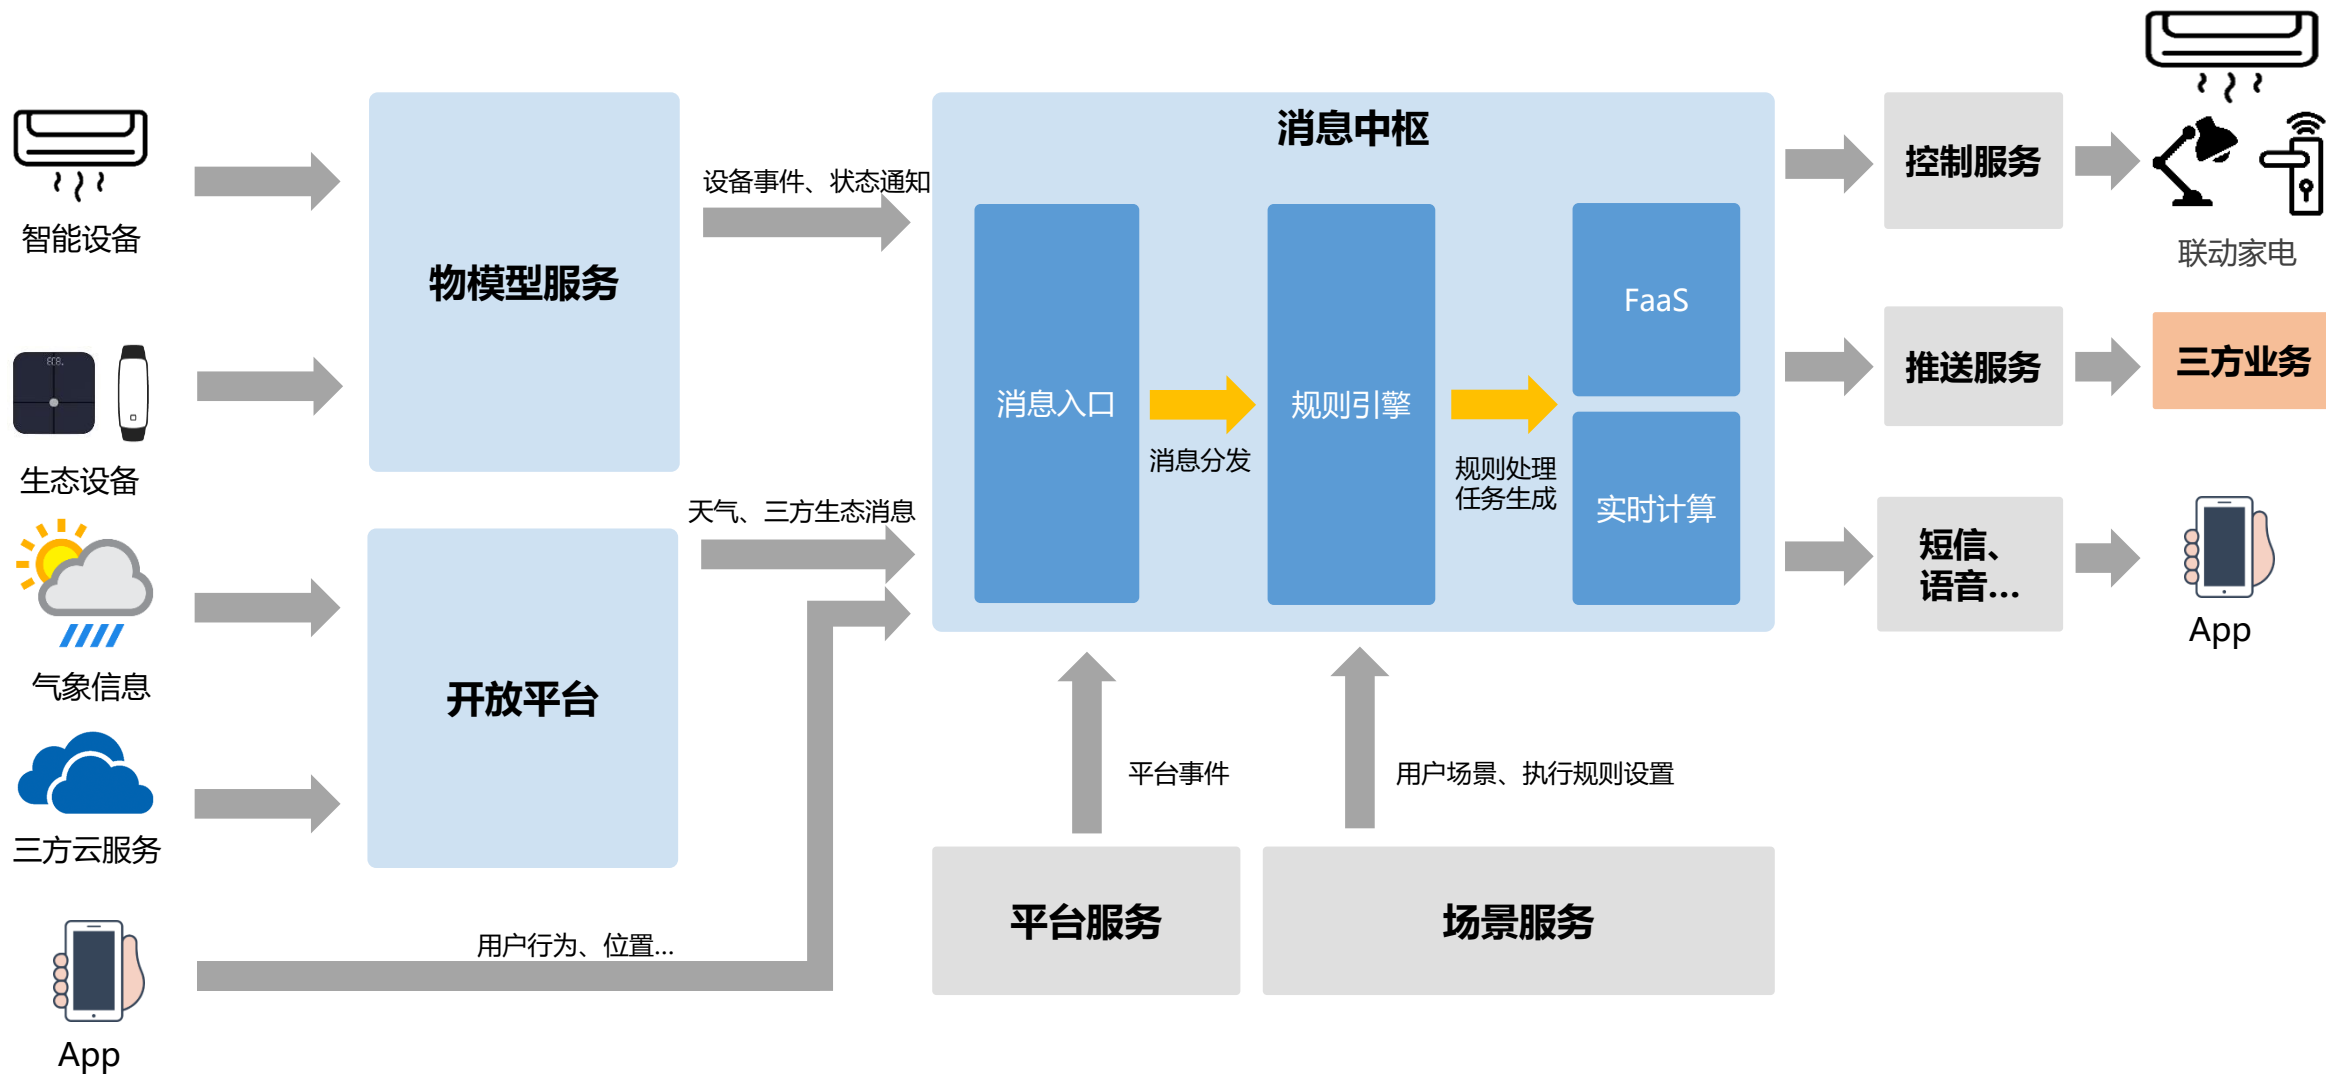 智能设备
生态设备
气象信息
三方云服务
App
物模型服务
开放平台
设备事件、状态通知
天气、三方生态消息
用户行为、位置...
消息中枢
消息入口
消息分发
规则引擎
规则处理
任务生成
FaaS
实时计算
平台事件
用户场景、执行规则设置
平台服务
场景服务
控制服务
推送服务
短信、
语音...
联动家电
三方业务
App